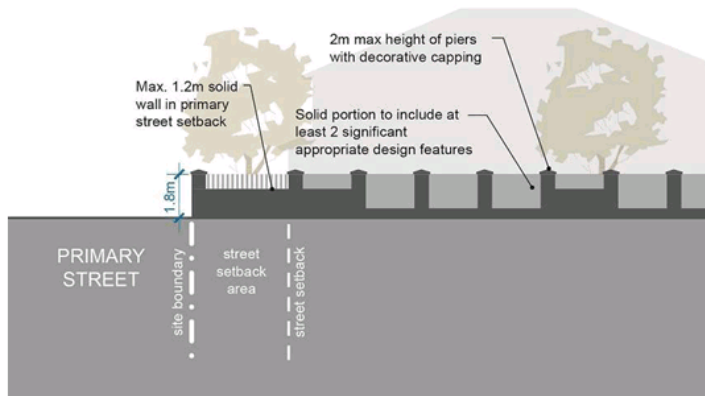 2m max height of piers
with decorative capping
Max. 1.2m solid
wall in primary
street setback
Solid portion to include at
least 2 significant
appropriate design features
1.8m
PRIMARY
STREET
site boundary
street
setback
area
street setback